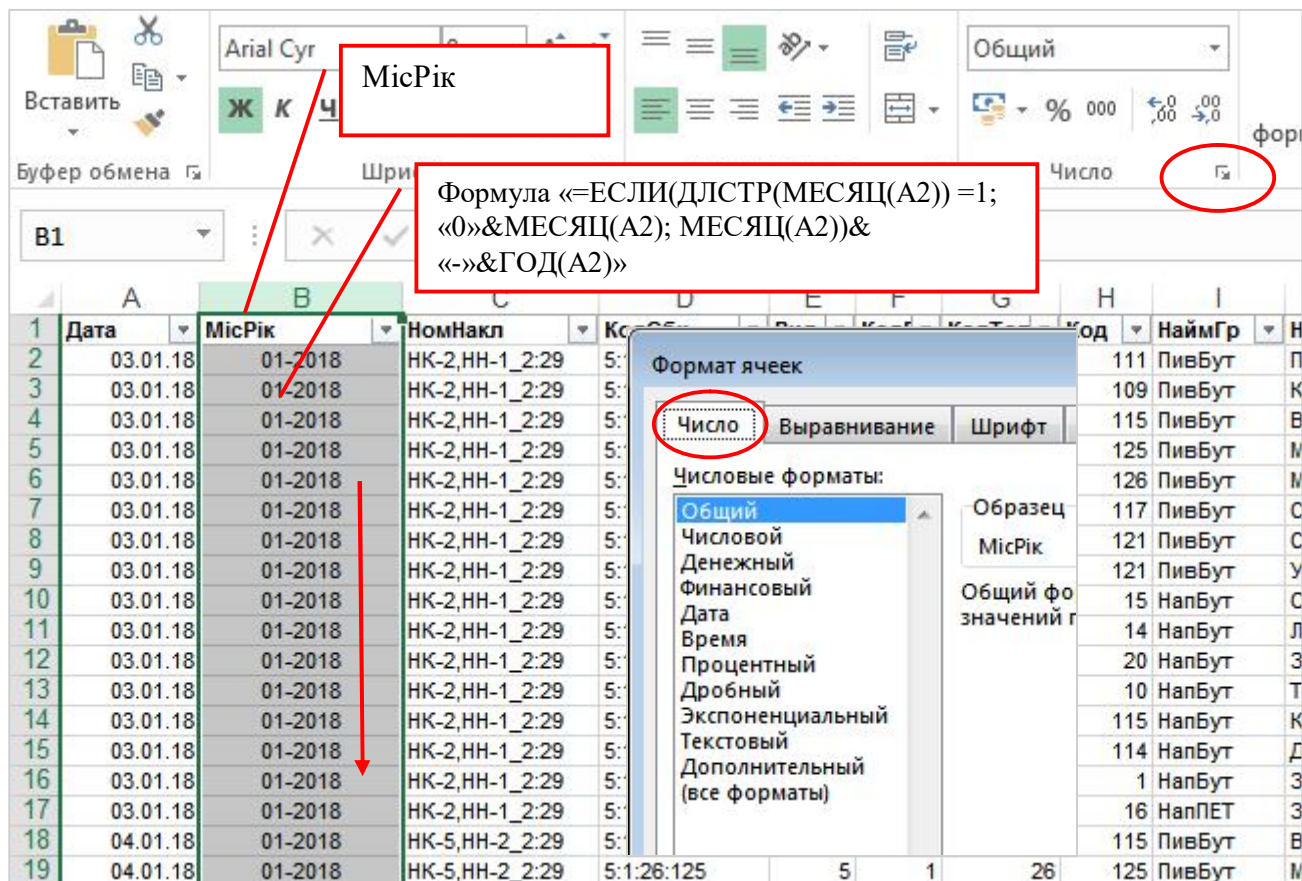 Вставить
Буфер обмена
Arial Cyr
Ж К Ч
МісРік
Общий
% 000
Число
B1
Формула «=ЕСЛИ(ДЛСТР(МЕСЯЦ(A2)) =1;
«0»&МЕСЯЦ(A2); МЕСЯЦ(A2))&
«-»&ГОД(A2)»
A B C D E F G H I
1 Дата МісРік НомНакл Код НаймГр
2 03.01.18 01-2018 НК-2,НН-1_2:29 111 ПивБут
3 03.01.18 01-2018 НК-2,НН-1_2:29 109 ПивБут
4 03.01.18 01-2018 НК-2,НН-1_2:29 115 ПивБут
5 03.01.18 01-2018 НК-2,НН-1_2:29 125 ПивБут
6 03.01.18 01-2018 НК-2,НН-1_2:29 126 ПивБут
7 03.01.18 01-2018 НК-2,НН-1_2:29 117 ПивБут
8 03.01.18 01-2018 НК-2,НН-1_2:29 121 ПивБут
9 03.01.18 01-2018 НК-2,НН-1_2:29 121 ПивБут
10 03.01.18 01-2018 НК-2,НН-1_2:29 15 НапБут
11 03.01.18 01-2018 НК-2,НН-1_2:29 14 НапБут
12 03.01.18 01-2018 НК-2,НН-1_2:29 20 НапБут
13 03.01.18 01-2018 НК-2,НН-1_2:29 10 НапБут
14 03.01.18 01-2018 НК-2,НН-1_2:29 115 НапБут
15 03.01.18 01-2018 НК-2,НН-1_2:29 114 НапБут
16 03.01.18 01-2018 НК-2,НН-1_2:29 1 НапБут
17 03.01.18 01-2018 НК-2,НН-1_2:29 16 НапПЕТ
18 04.01.18 01-2018 НК-5,НН-2_2:29 115 ПивБут
19 04.01.18 01-2018 НК-5,НН-2_2:29 5:1:26:125 5 1 26 125 ПивБут
Формат ячеек
Число Выравнивание Шрифт
Числовые форматы:
Общий
Числовой
Денежный
Финансовый
Дата
Время
Процентный
Дробный
Экспоненциальный
Текстовый
Дополнительный
(все форматы)
Образец
МісРік
Общий
значений